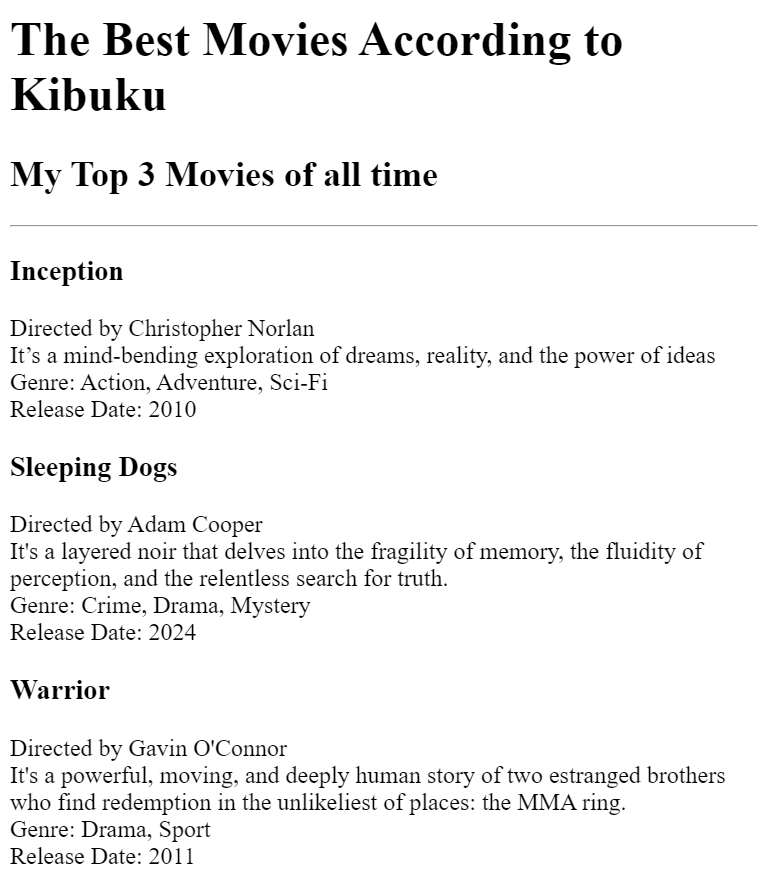 The Best Movies According to
Kibuku
My Top 3 Movies of all time
Inception
Directed by Christopher Norlan
It’s a mind-bending exploration of dreams, reality, and the power of ideas
Genre: Action, Adventure, Sci-Fi
Release Date: 2010
Sleeping Dogs
Directed by Adam Cooper
It's a layered noir that delves into the fragility of memory, the fluidity of
perception, and the relentless search for truth.
Genre: Crime, Drama, Mystery
Release Date: 2024
Warrior
Directed by Gavin O'Connor
It's a powerful, moving, and deeply human story of two estranged brothers
who find redemption in the unlikeliest of places: the MMA ring.
Genre: Drama, Sport
Release Date: 2011